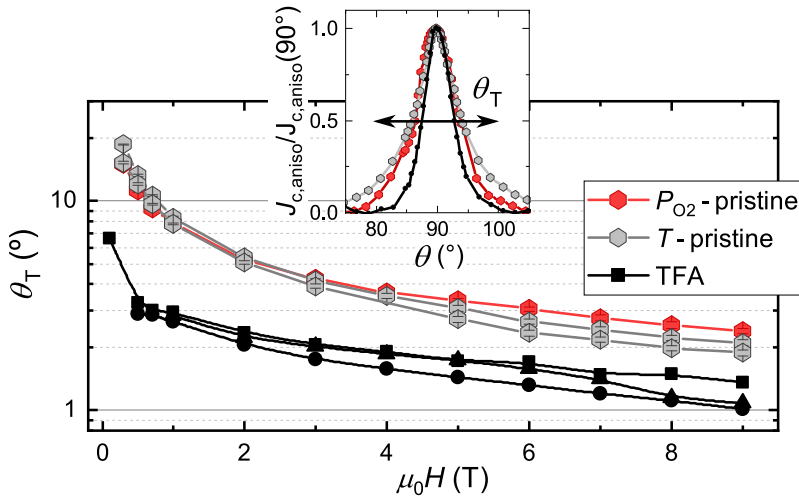 J_c,aniso/J_c,aniso(90°)
1.0
0.5
0.0
θ_T
80
90
100
θ (°)
θ_T (º)
10
1
P_O2 - pristine
T - pristine
TFA
0
2
4
6
8
μ₀H (T)